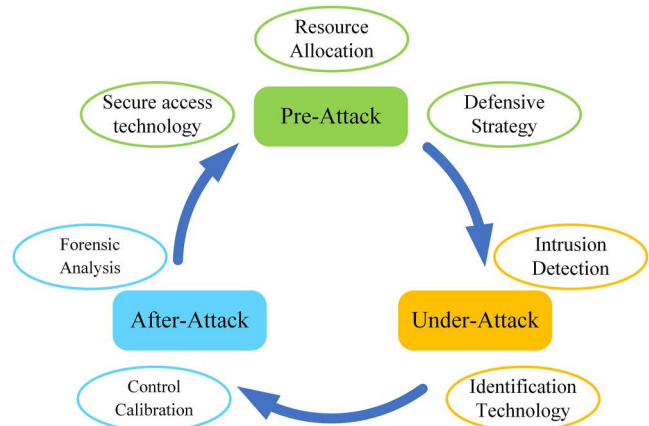 Resource
Allocation
Secure access
technology
Pre-Attack
Defensive
Strategy
Forensic
Analysis
Intrusion
Detection
After-Attack
Under-Attack
Control
Calibration
Identification
Technology